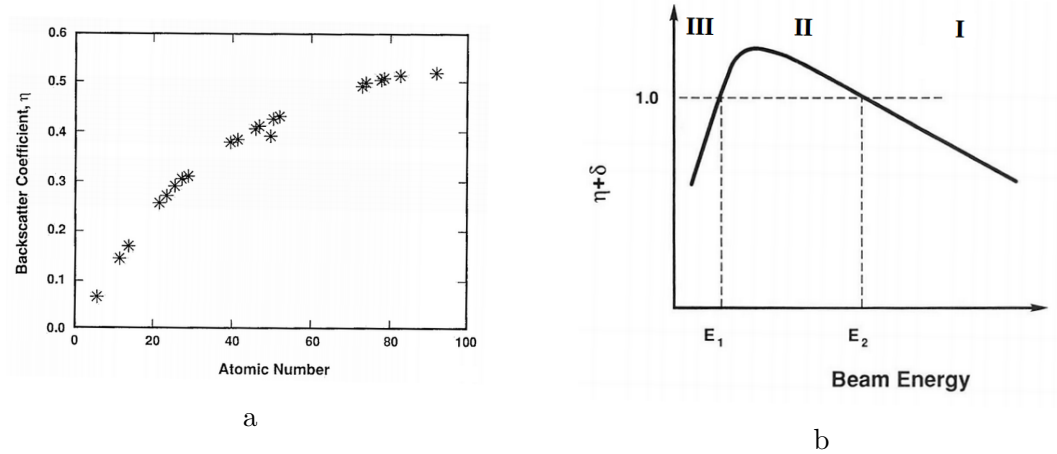 0.6
0.5
0.4
0.3
0.2
0.1
0.0
Backscatter Coefficient, η
0
20
40
60
80
100
Atomic Number
a
III
II
I
1.0
η+δ
E1
E2
Beam Energy
b